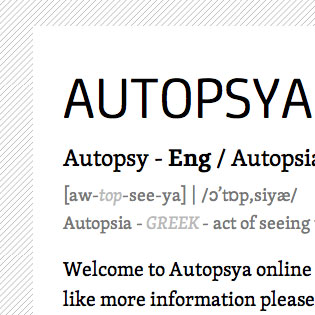 AUTOPSYA
Autopsy - Eng / Autopsia
[aw-top-see-ya] | /ɔ’tɒp,siyæ/
Autopsia - GREEK - act of seeing
Welcome to Autopsya online
like more information please